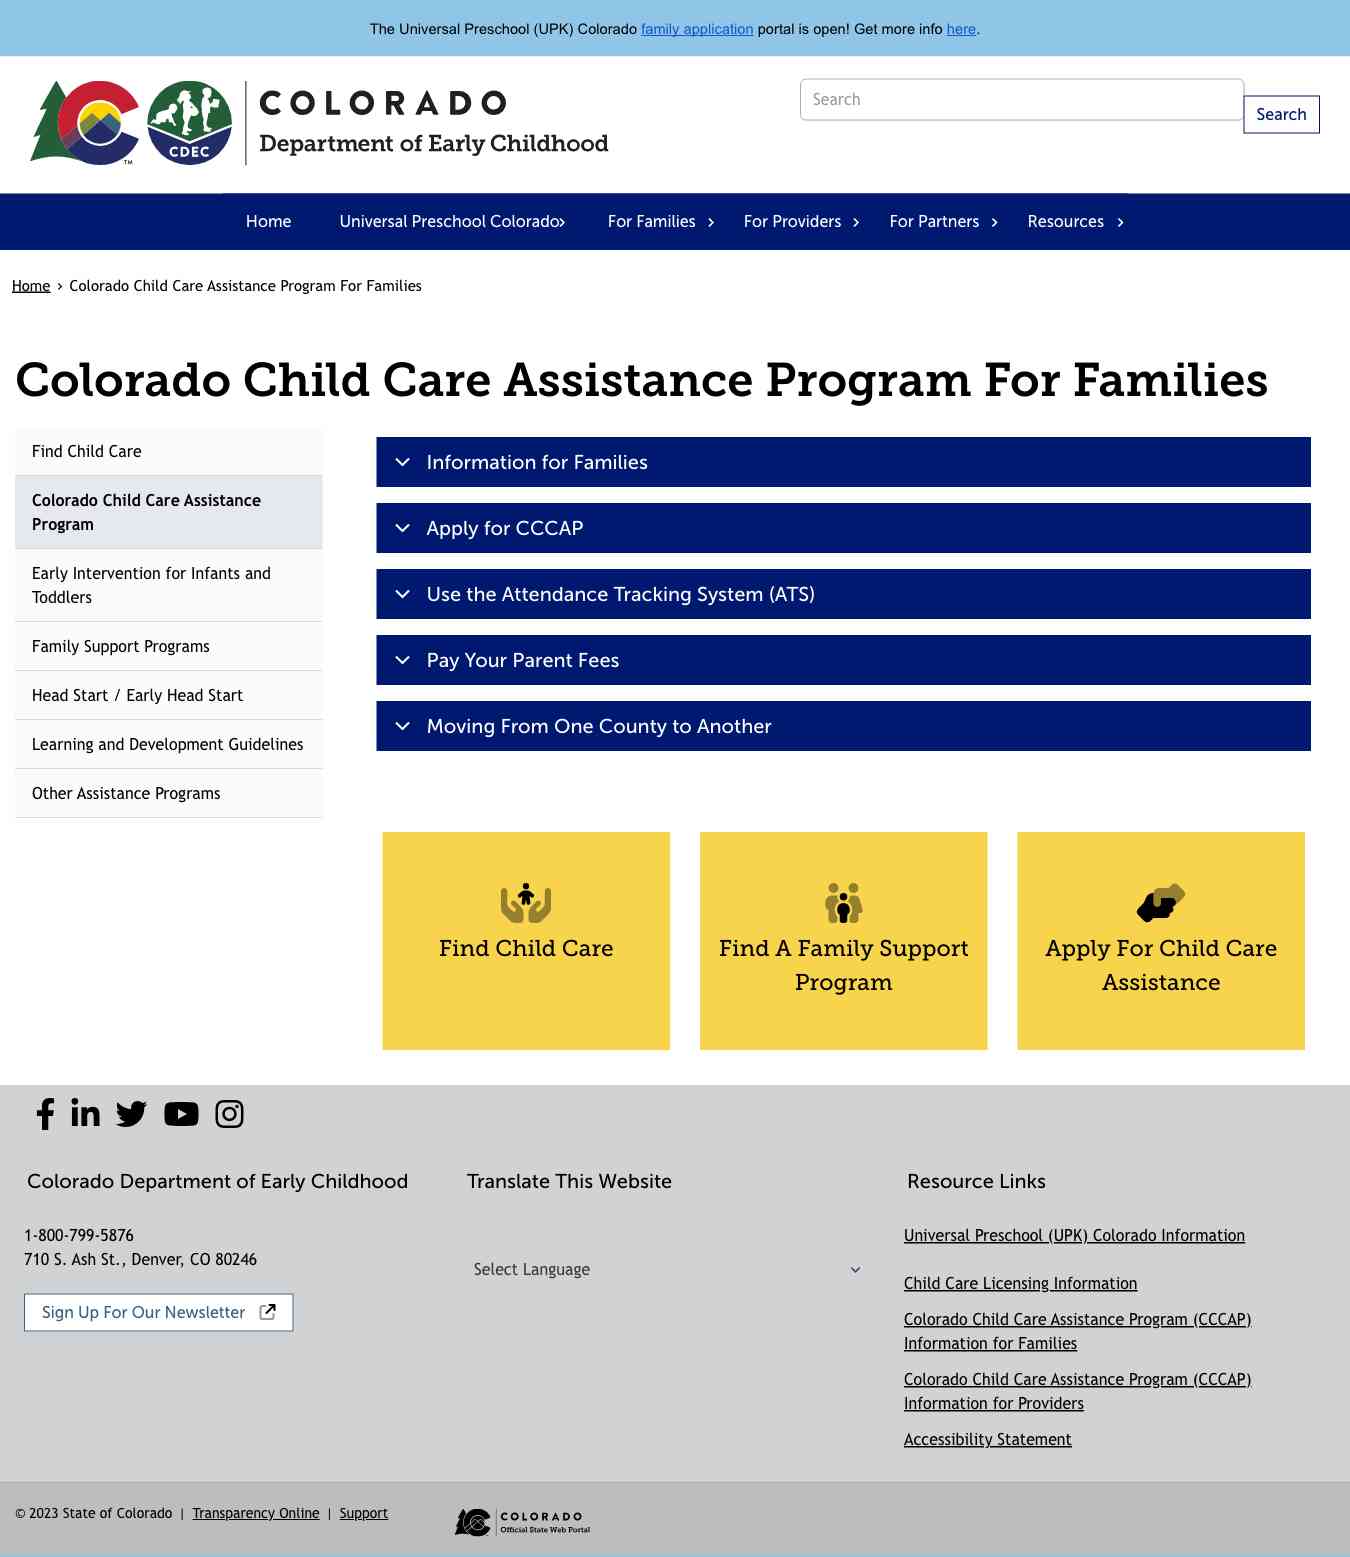 The Universal Preschool (UPK) Colorado family application portal is open! Get more info here.
CDEC
TM
COLORADO
Department of Early Childhood
Search
Search
Home
Universal Preschool Colorado
For Families
For Providers
For Partners
Resources
Home › Colorado Child Care Assistance Program For Families
Colorado Child Care Assistance Program For Families
Find Child Care
Colorado Child Care Assistance
Program
Early Intervention for Infants and
Toddlers
Family Support Programs
Head Start / Early Head Start
Learning and Development Guidelines
Other Assistance Programs
Information for Families
Apply for CCCAP
Use the Attendance Tracking System (ATS)
Pay Your Parent Fees
Moving From One County to Another
Find Child Care
Find A Family Support
Program
Apply For Child Care
Assistance
Colorado Department of Early Childhood
1-800-799-5876
710 S. Ash St., Denver, CO 80246
Sign Up For Our Newsletter
Translate This Website
Select Language
Resource Links
Universal Preschool (UPK) Colorado Information
Child Care Licensing Information
Colorado Child Care Assistance Program (CCCAP)
Information for Families
Colorado Child Care Assistance Program (CCCAP)
Information for Providers
Accessibility Statement
© 2023 State of Colorado | Transparency Online | Support
COLORADO
Official State Web Portal